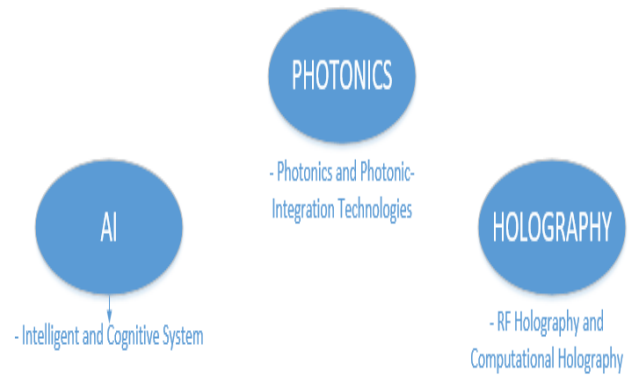 PHOTONICS
- Photonics and Photonic-
Integration Technologies
AI
- Intelligent and Cognitive System
HOLOGRAPHY
- RF Holography and
Computational Holography